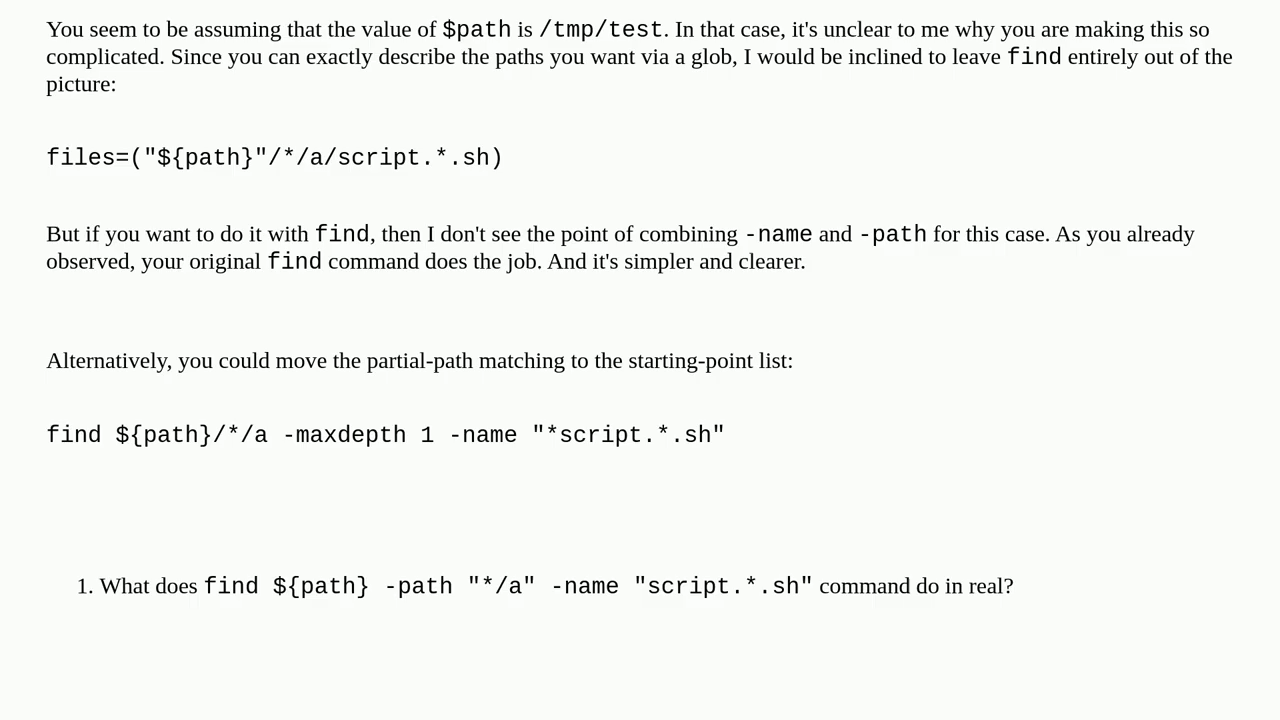 You seem to be assuming that the value of $path is /tmp/test. In that case, it's unclear to me why you are making this so
complicated. Since you can exactly describe the paths you want via a glob, I would be inclined to leave find entirely out of the
picture:
files=("${path}"/*/a/script.*.sh)
But if you want to do it with find, then I don't see the point of combining -name and -path for this case. As you already
observed, your original find command does the job. And it's simpler and clearer.
Alternatively, you could move the partial-path matching to the starting-point list:
find ${path}/*/a -maxdepth 1 -name "*script.*.sh"
1. What does find ${path} -path "*/a" -name "script.*.sh" command do in real?